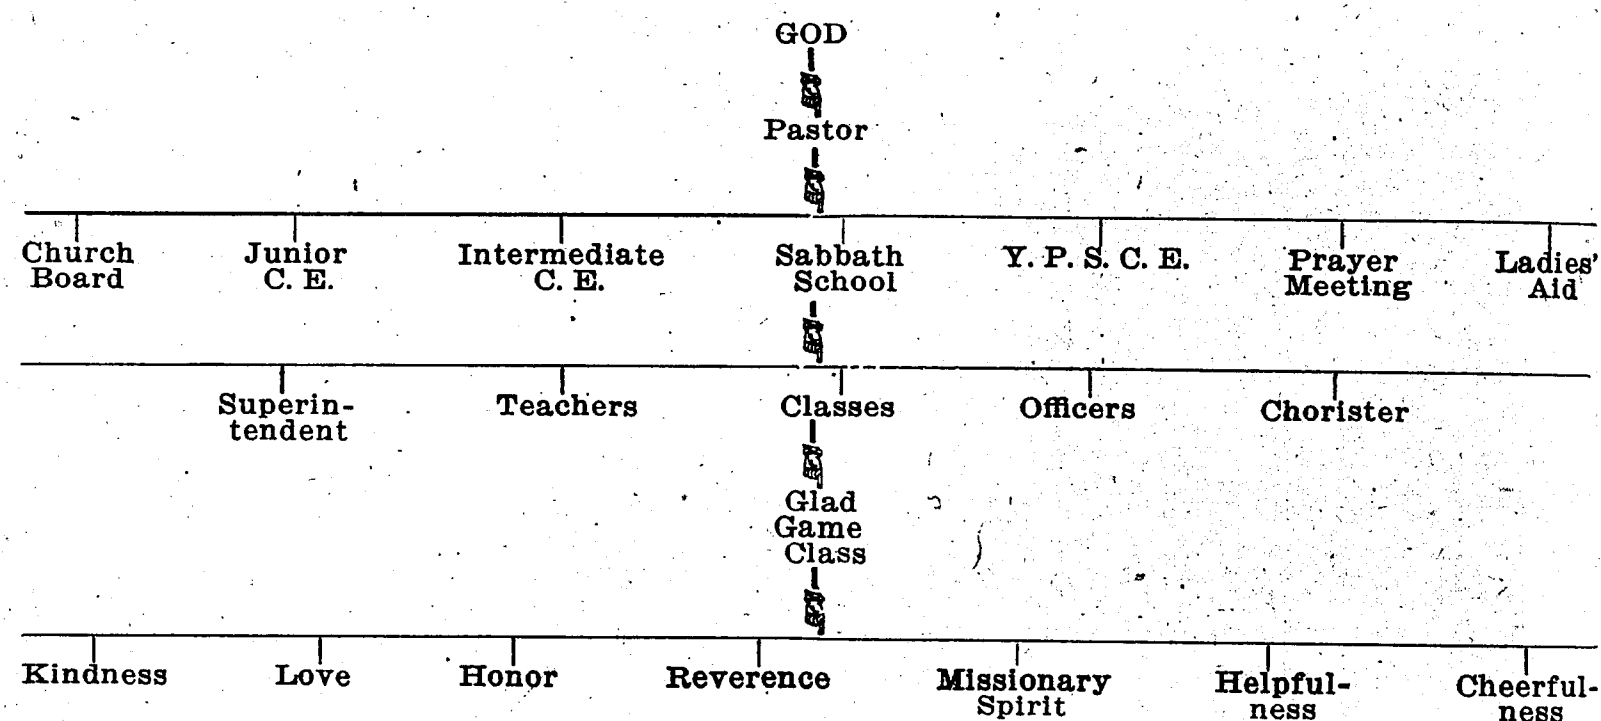 GOD
Pastor
Church Board
Junior C. E.
Intermediate C. E.
Sabbath School
Y. P. S. C. E.
Prayer Meeting
Ladies' Aid
Superin-
tendent
Teachers
Classes
Officers
Chorister
Glad
Game
Class
Kindness
Love
Honor
Reverence
Missionary
Spirit
Helpful-
ness
Cheerful-
ness